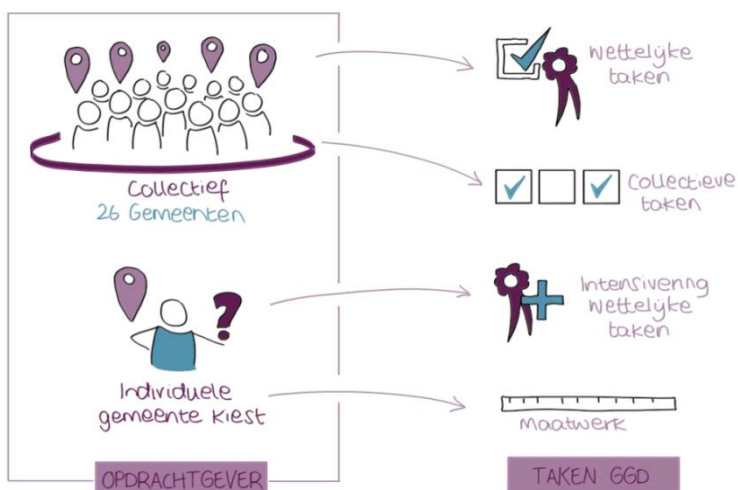 Collectief
26 Gemeenten
Individuele
gemeente kiest
?
OPDRACHTGEVER
Wettelijke
taken
Collectieve
taken
Intensivering
Wettelijke
taken
Maatwerk
TAKEN GGD